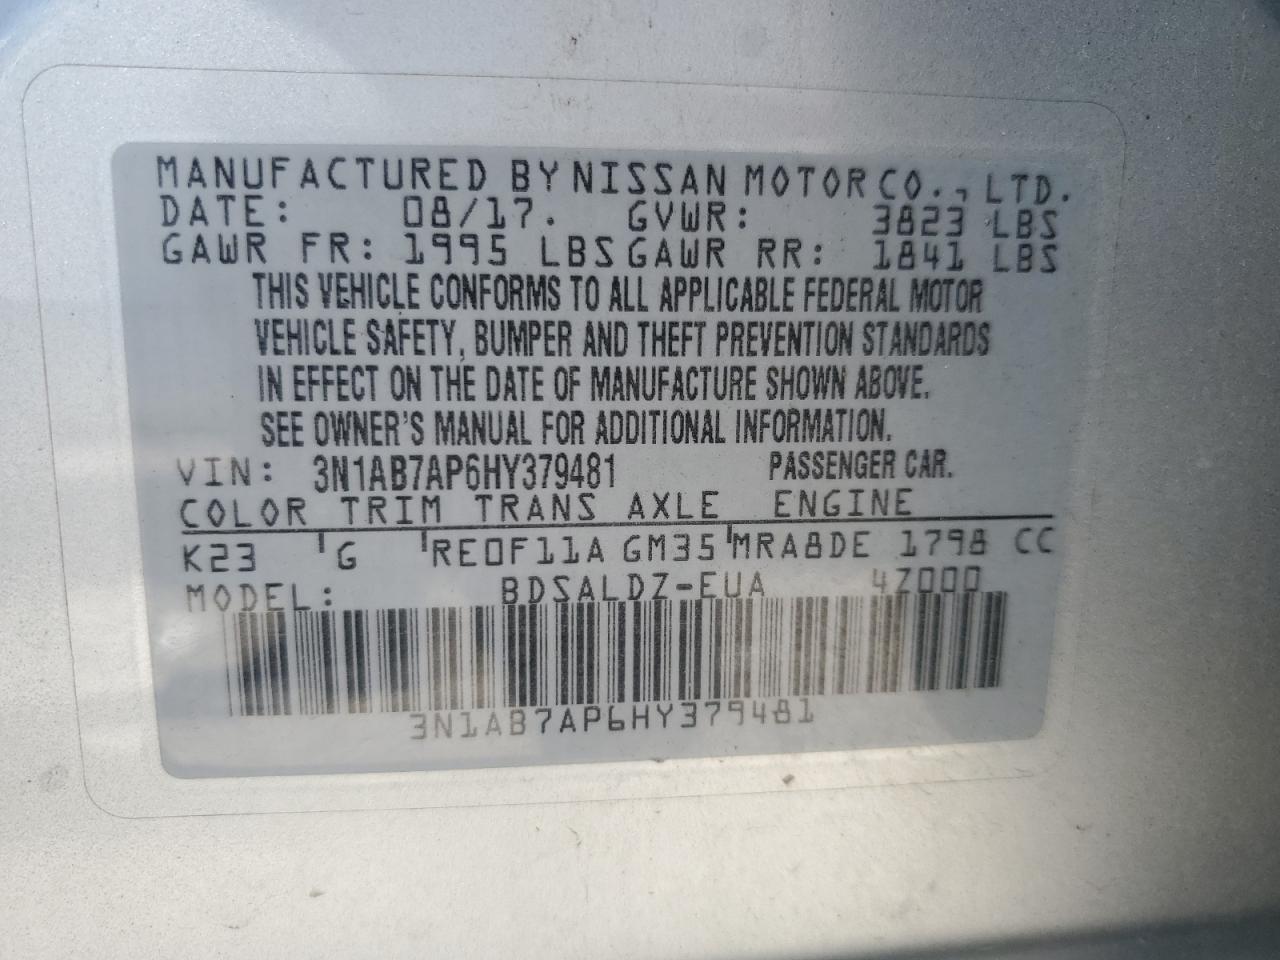 MANUFACTURED BY NISSAN MOTOR CO., LTD.
DATE: 08/17. GVWR: 3823 LBS
GAWR FR: 1995 LBS GAWR RR: 1841 LBS
THIS VEHICLE CONFORMS TO ALL APPLICABLE FEDERAL MOTOR
VEHICLE SAFETY, BUMPER AND THEFT PREVENTION STANDARDS
IN EFFECT ON THE DATE OF MANUFACTURE SHOWN ABOVE.
SEE OWNER'S MANUAL FOR ADDITIONAL INFORMATION.
VIN: 3N1AB7AP6HY379481 PASSENGER CAR.
COLOR TRIM TRANS AXLE ENGINE
K23 G RE0F11A GM35 MRA8DE 1798 CC
MODEL: BDSALDZ-EUA 4Z000
3N1AB7AP6HY379481